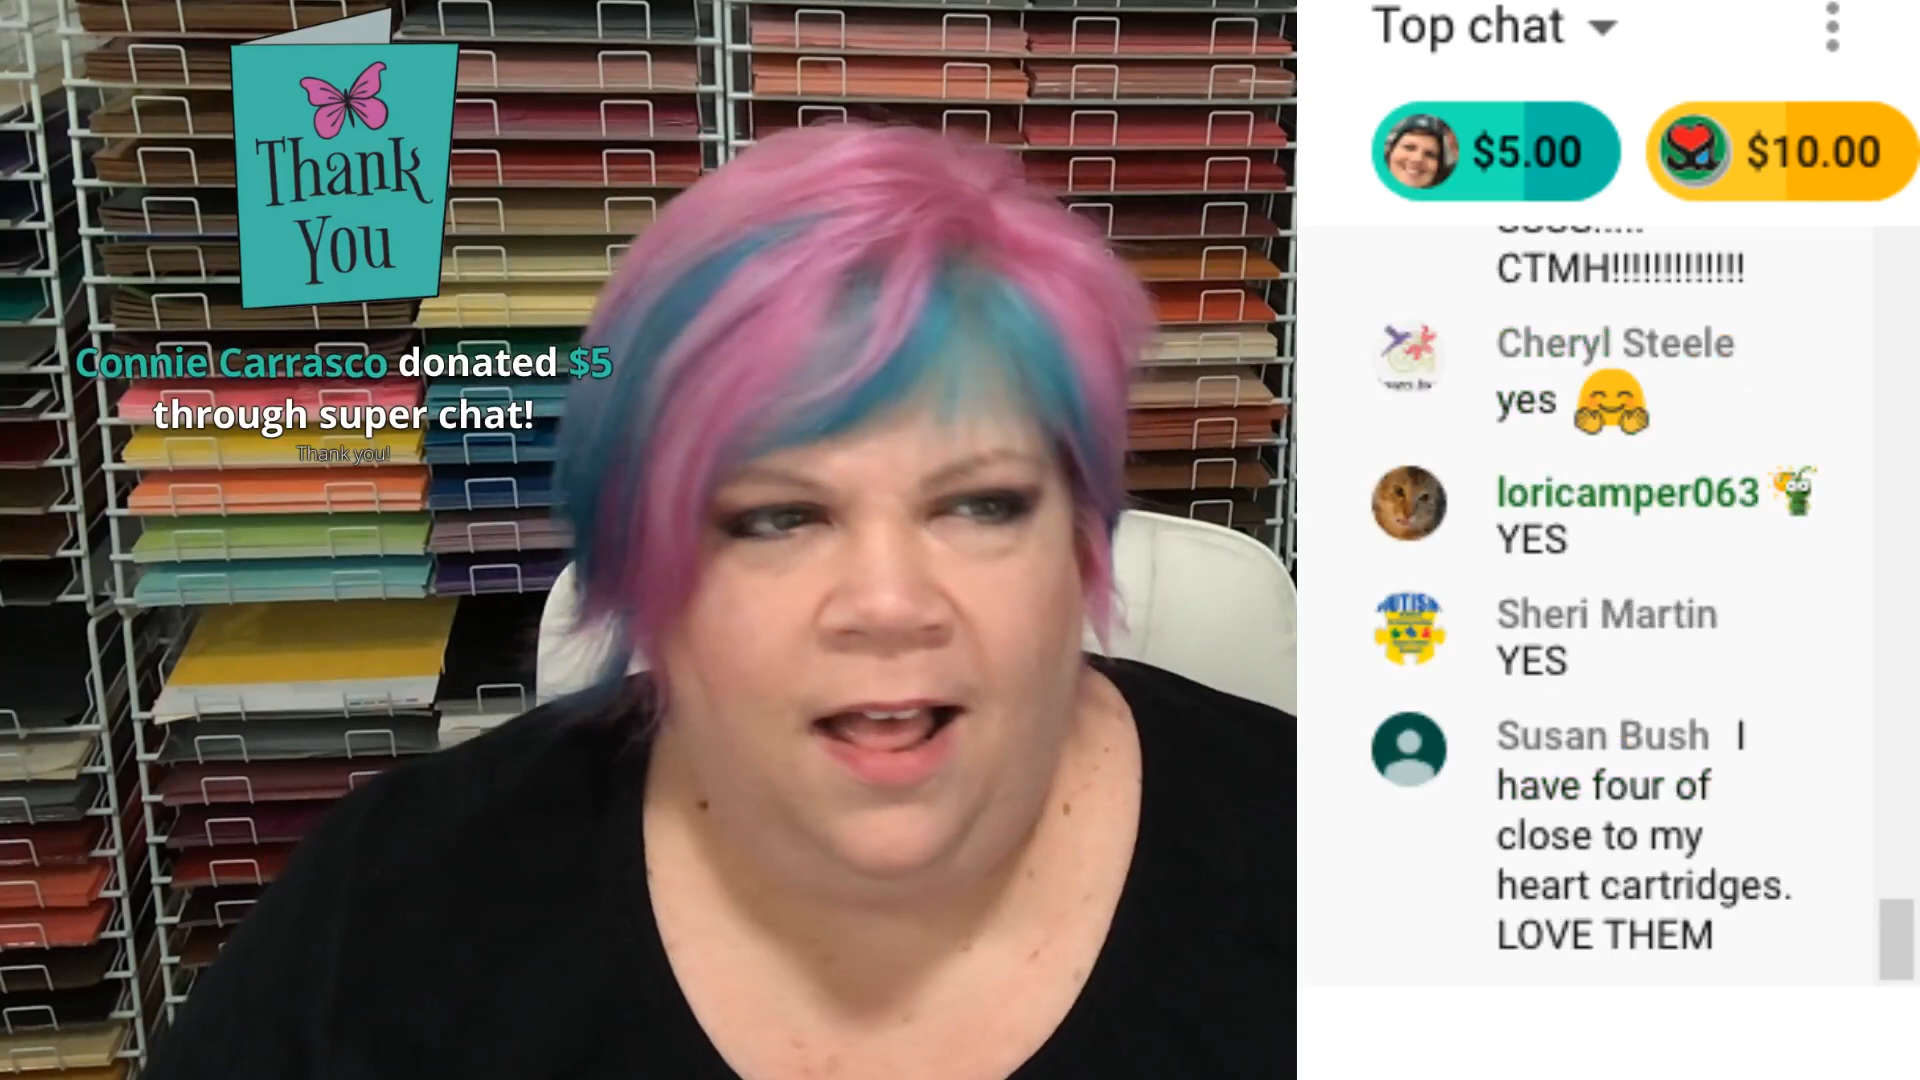 Thank
You
Connie Carrasco donated $5
through super chat!
Thank you!
Top chat
$5.00
$10.00
CTMH!!!!!!!!!!!!!!
Cheryl Steele
yes
loricamper063
YES
Sheri Martin
YES
Susan Bush I
have four of
close to my
heart cartridges.
LOVE THEM